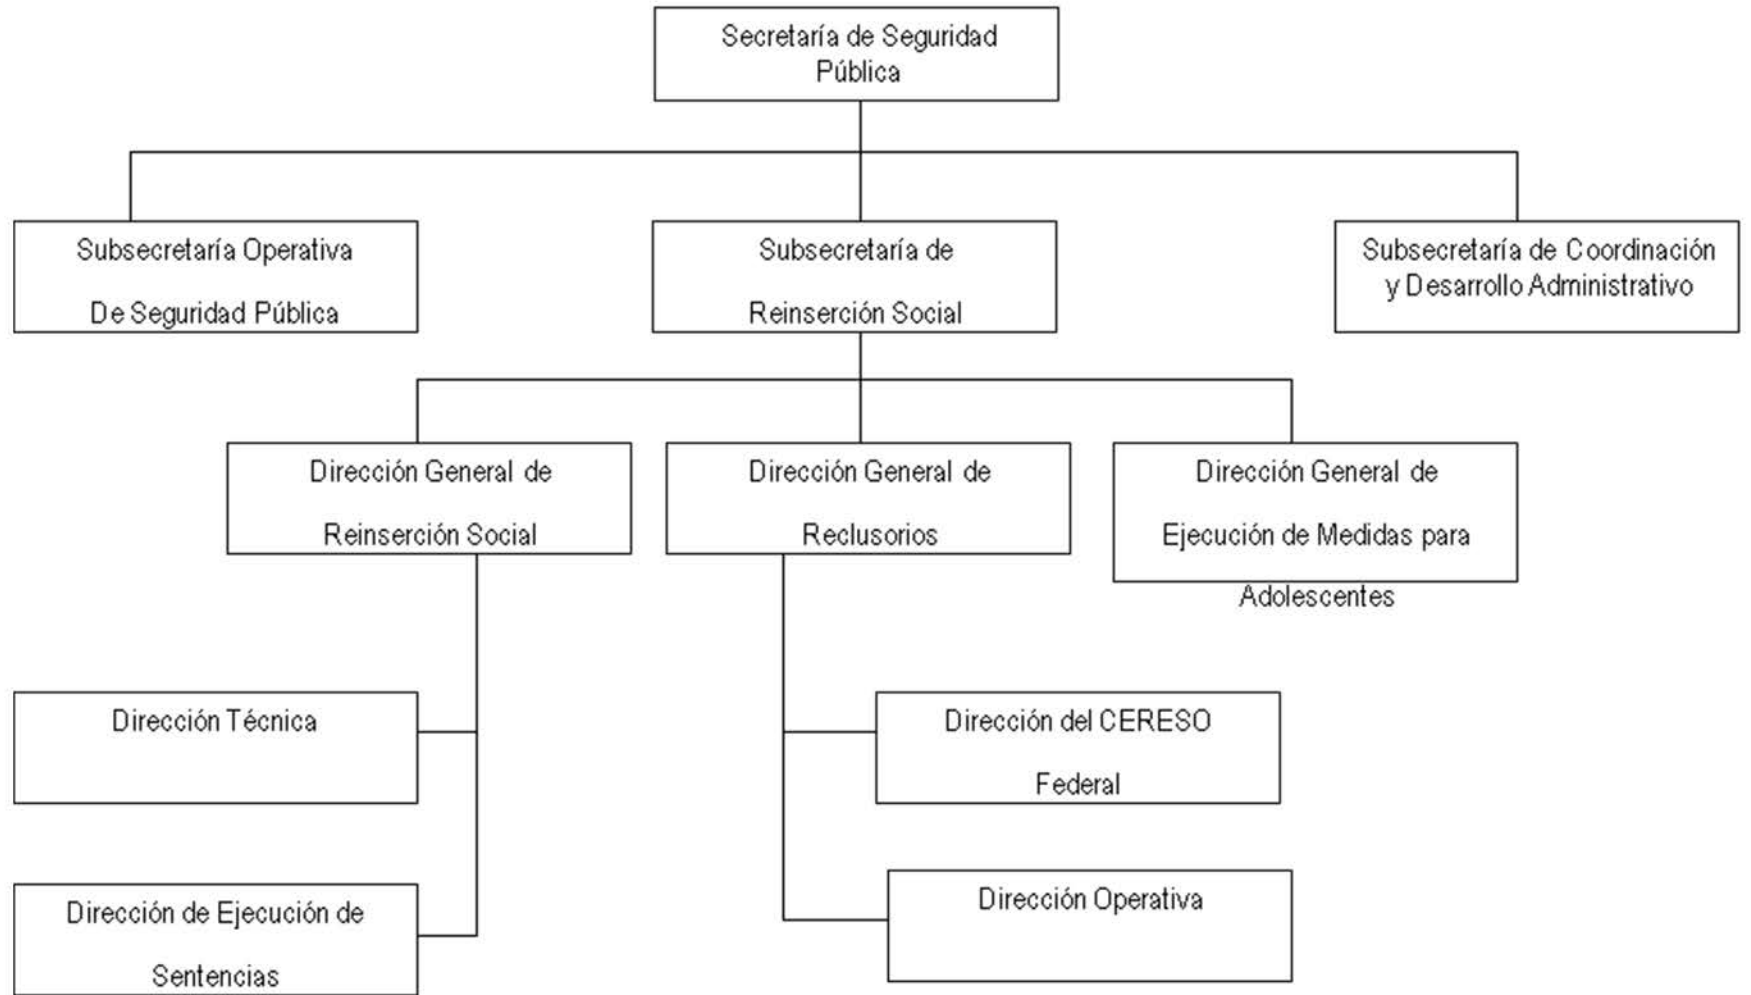 Secretaría de Seguridad
Pública
Subsecretaría Operativa
De Seguridad Pública
Subsecretaría de
Reinserción Social
Subsecretaría de Coordinación
y Desarrollo Administrativo
Dirección General de
Reinserción Social
Dirección General de
Reclusorios
Dirección General de
Ejecución de Medidas para
Adolescentes
Dirección Técnica
Dirección del CERESO
Federal
Dirección de Ejecución de
Sentencias
Dirección Operativa